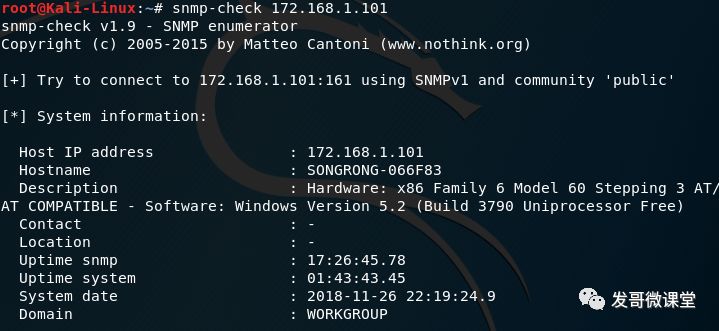 root@Kali-Linux:~# snmp-check 172.168.1.101
snmp-check v1.9 - SNMP enumerator
Copyright (c) 2005-2015 by Matteo Cantoni (www.nothink.org)
[+] Try to connect to 172.168.1.101:161 using SNMPv1 and community 'public'
[*] System information:
Host IP address : 172.168.1.101
Hostname : SONGRONG-066F83
Description : Hardware: x86 Family 6 Model 60 Stepping 3 AT/
AT COMPATIBLE - Software: Windows Version 5.2 (Build 3790 Uniprocessor Free)
Contact : -
Location : -
Uptime snmp : 17:26:45.78
Uptime system : 01:43:43.45
System date : 2018-11-26 22:19:24.9
Domain : WORKGROUP
发哥微课堂